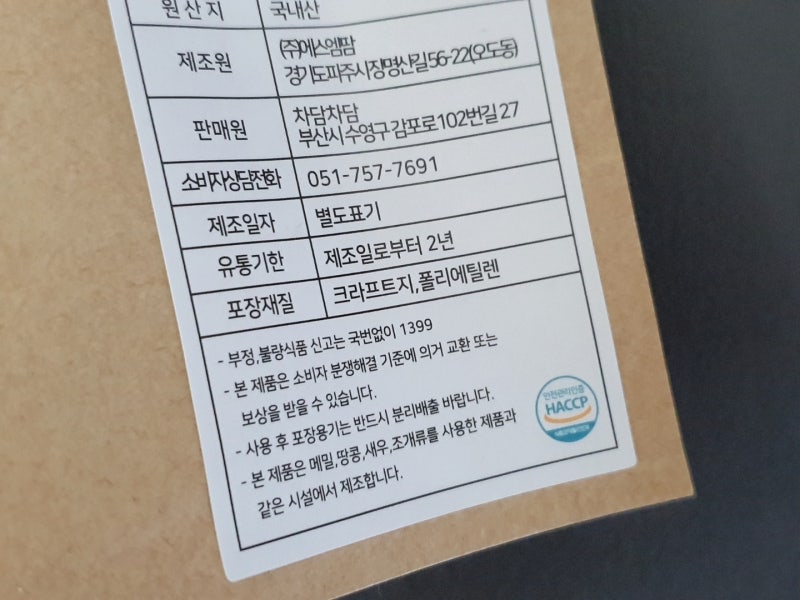 원산지 국내산
제조원 (주)에스엠팜
경기도파주시장명산길56-22(오도동)
판매원 차담차담
부산시 수영구 감포로102번길 27
소비자상담전화 051-757-7691
제조일자 별도표기
유통기한 제조일로부터 2년
포장재질 크라프트지,폴리에틸렌
- 부정,불량식품 신고는 국번없이 1399
- 본 제품은 소비자 분쟁해결 기준에 의거 교환 또는
보상을 받을 수 있습니다.
- 사용 후 포장용기는 반드시 분리배출 바랍니다.
- 본 제품은 메밀,땅콩,새우,조개류를 사용한 제품과
같은 시설에서 제조합니다.
안전관리인증
HACCP